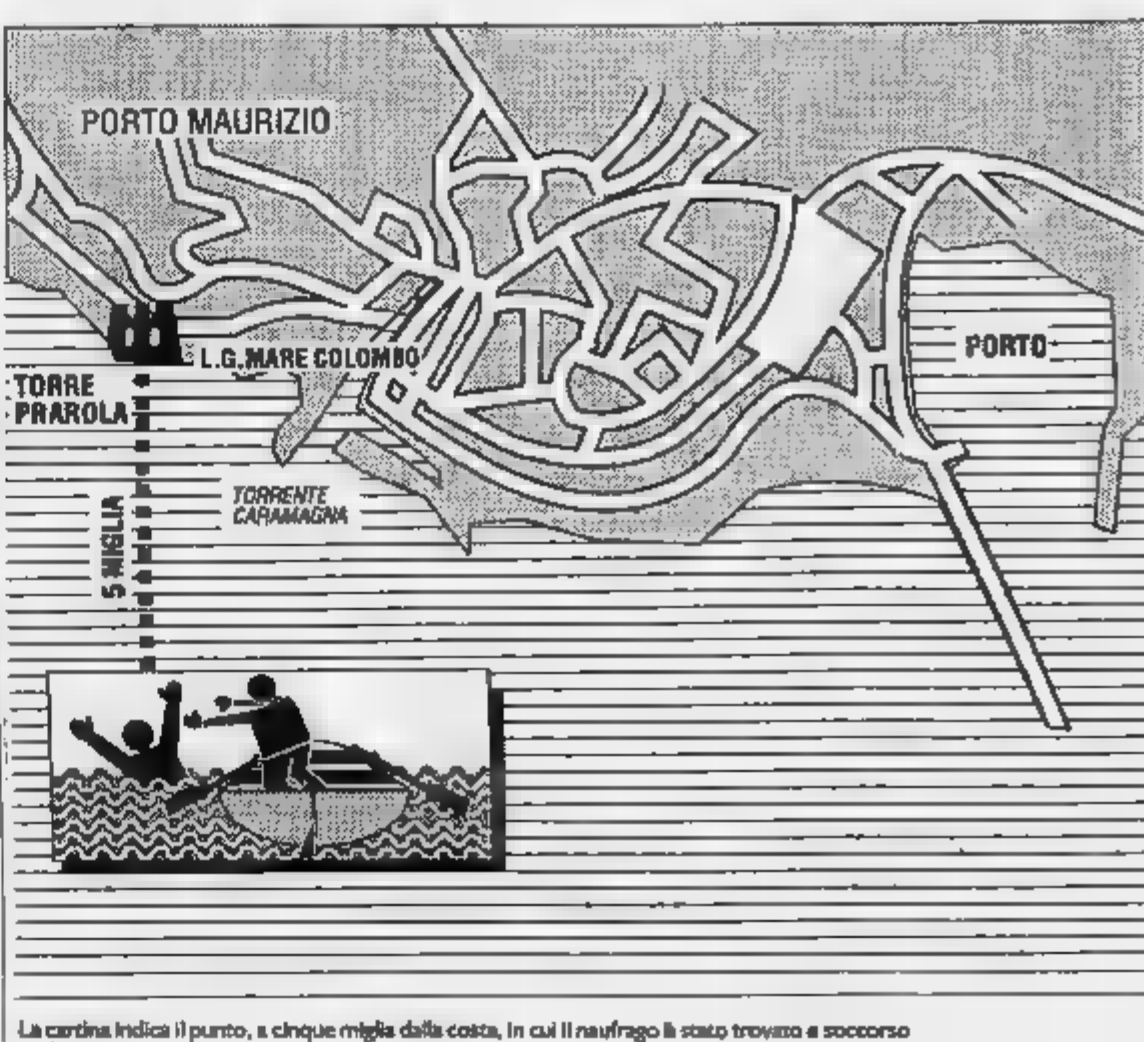 PORTO MAURIZIO
PORTO
L.G.MARE COLOMBO
TORRE
PRAROLA
TORRENTE
CARAMAGNA
5 MIGLIA
La cartina indica il punto, a cinque miglia dalla costa, in cui il naufrago è stato trovato e soccorso